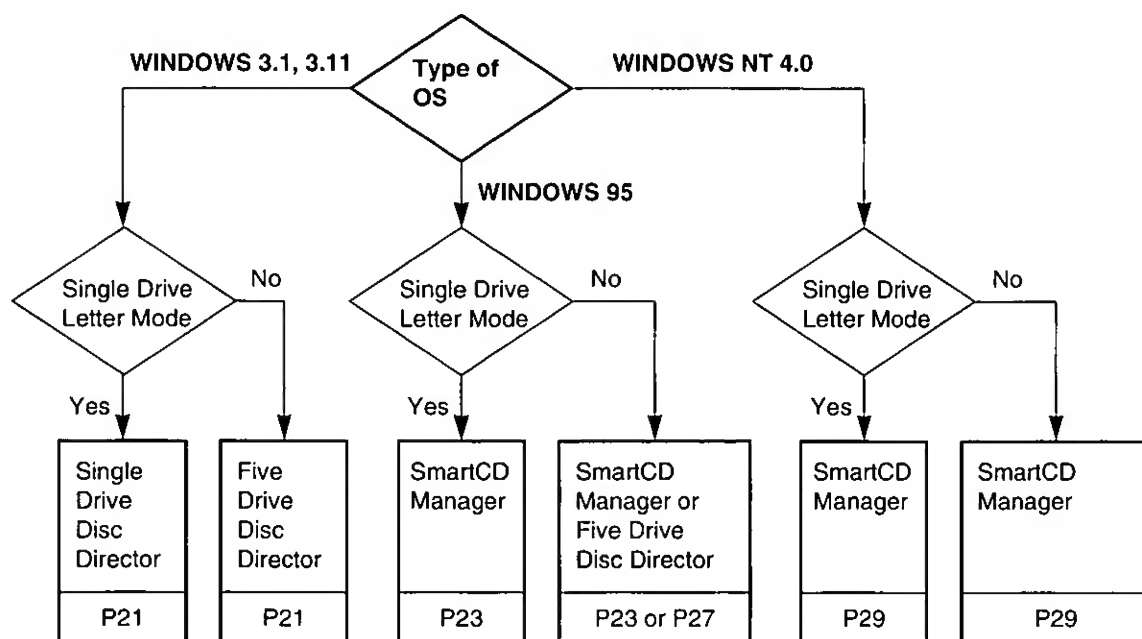 WINDOWS 3.1, 3.11
Type of
OS
WINDOWS NT 4.0
WINDOWS 95
Single Drive
Letter Mode
No
Single Drive
Letter Mode
No
Single Drive
Letter Mode
No
Yes
Yes
Yes
Single
Drive
Disc
Director
Five
Drive
Disc
Director
SmartCD
Manager
SmartCD
Manager or
Five Drive
Disc Director
SmartCD
Manager
SmartCD
Manager
P21
P21
P23
P23 or P27
P29
P29